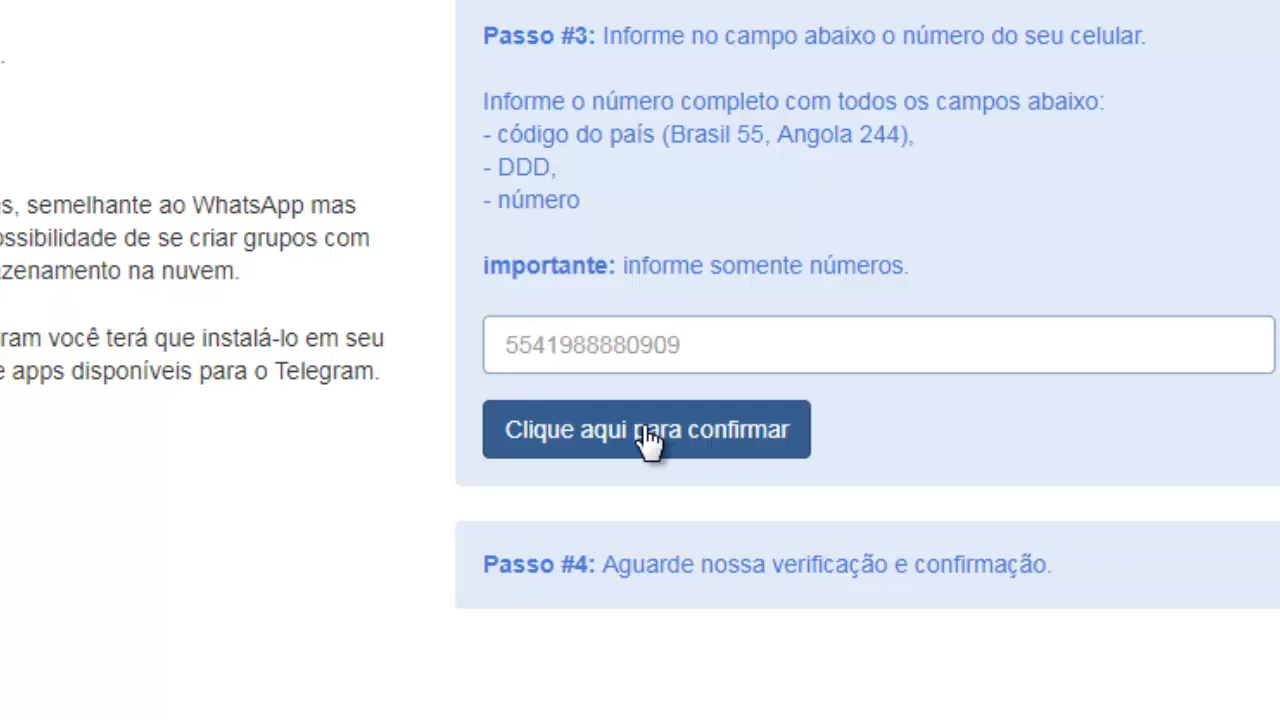 .
s, semelhante ao WhatsApp mas
ossibilidade de se criar grupos com
azenamento na nuvem.
ram você terá que instalá-lo em seu
e apps disponíveis para o Telegram.
Passo #3: Informe no campo abaixo o número do seu celular.
Informe o número completo com todos os campos abaixo:
- código do país (Brasil 55, Angola 244),
- DDD,
- número
importante: informe somente números.
5541988880909
Clique aqui para confirmar
Passo #4: Aguarde nossa verificação e confirmação.